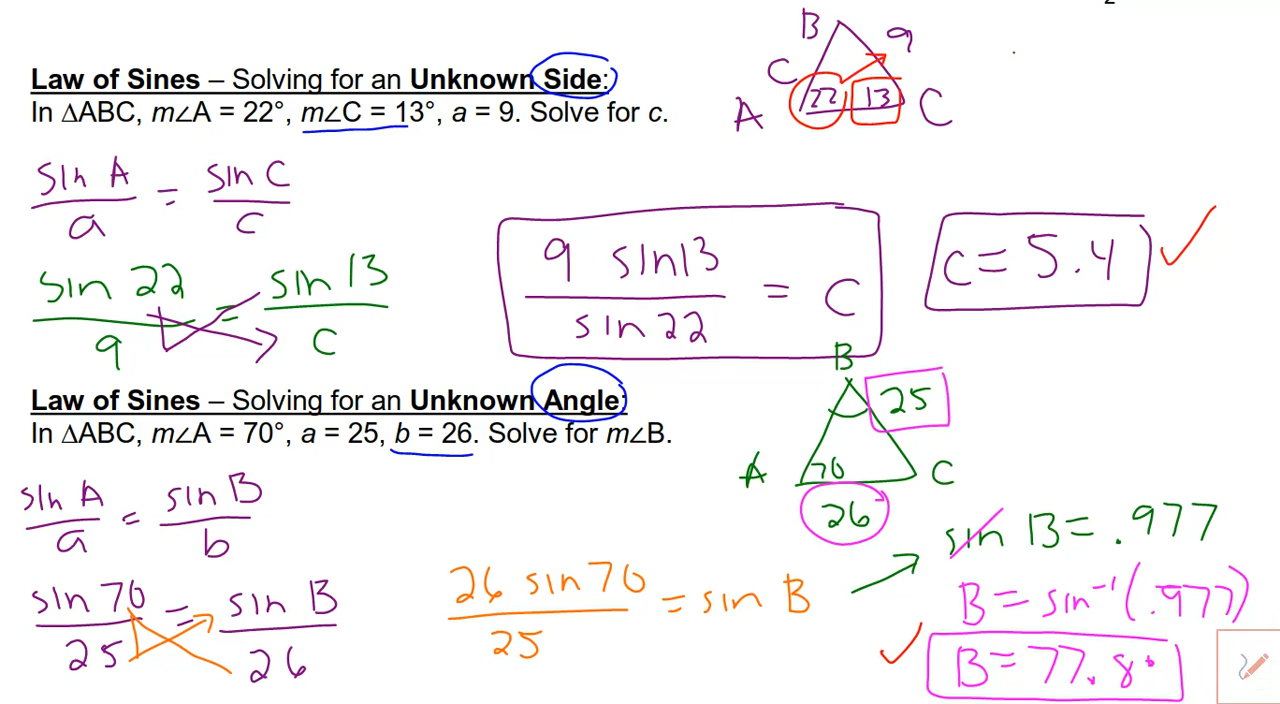 2
B 9
Law of Sines – Solving for an Unknown Side:
C
In ΔABC, m∠A = 22°, m∠C = 13°, a = 9. Solve for c.
A 22 13 C
sin A / a = sin C / c
sin 22 / 9 = sin 13 / c
9 sin13 / sin 22 = C
c = 5.4 ✓
Law of Sines – Solving for an Unknown Angle:
In ΔABC, m∠A = 70°, a = 25, b = 26. Solve for m∠B.
B
25
A 70 C
26
sin A / a = sin B / b
sin 70 / 25 = sin B / 26
26 sin 70 / 25 = sin B
sin B = .977
B = sin⁻¹(.977)
✓ B = 77.8°